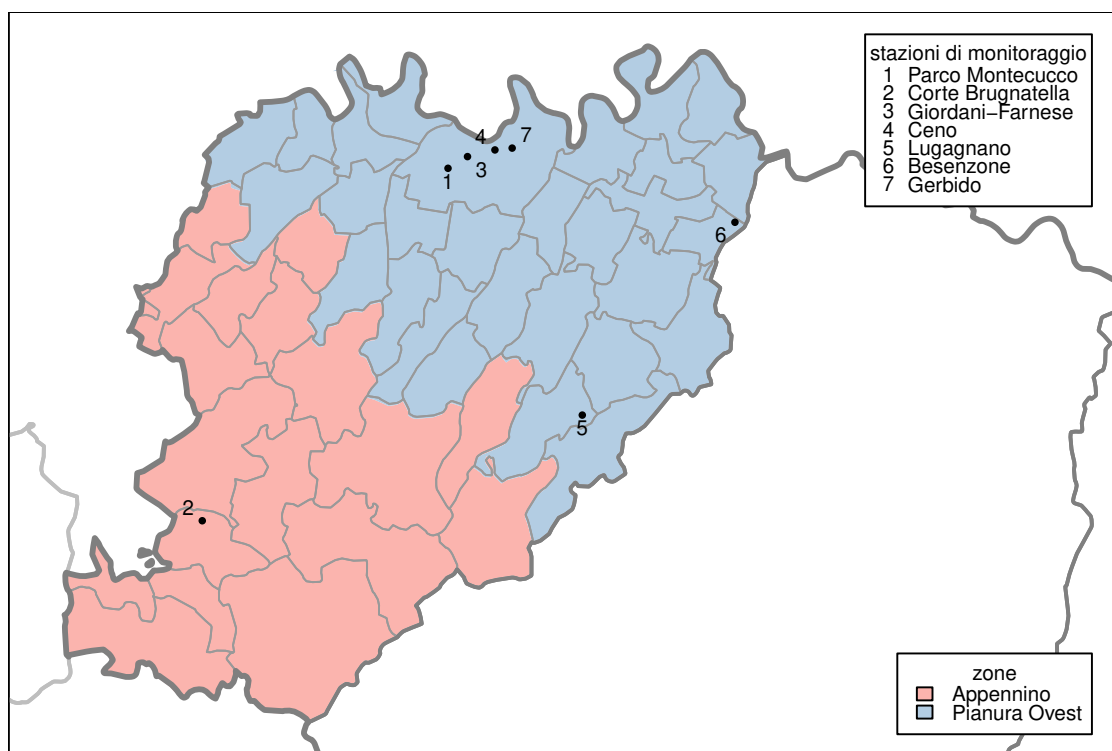 stazioni di monitoraggio
1 Parco Montecucco
2 Corte Brugnatella
3 Giordani−Farnese
4 Ceno
5 Lugagnano
6 Besenzone
7 Gerbido
4
7
3
1
6
5
2
zone
Appennino
Pianura Ovest